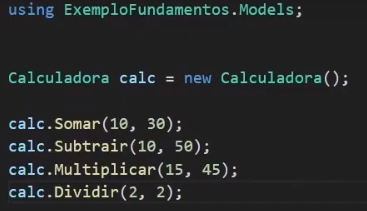 using ExemploFundamentos.Models;
Calculadora calc = new Calculadora();
calc.Somar(10, 30);
calc.Subtrair(10, 50);
calc.Multiplicar(15, 45);
calc.Dividir(2, 2);